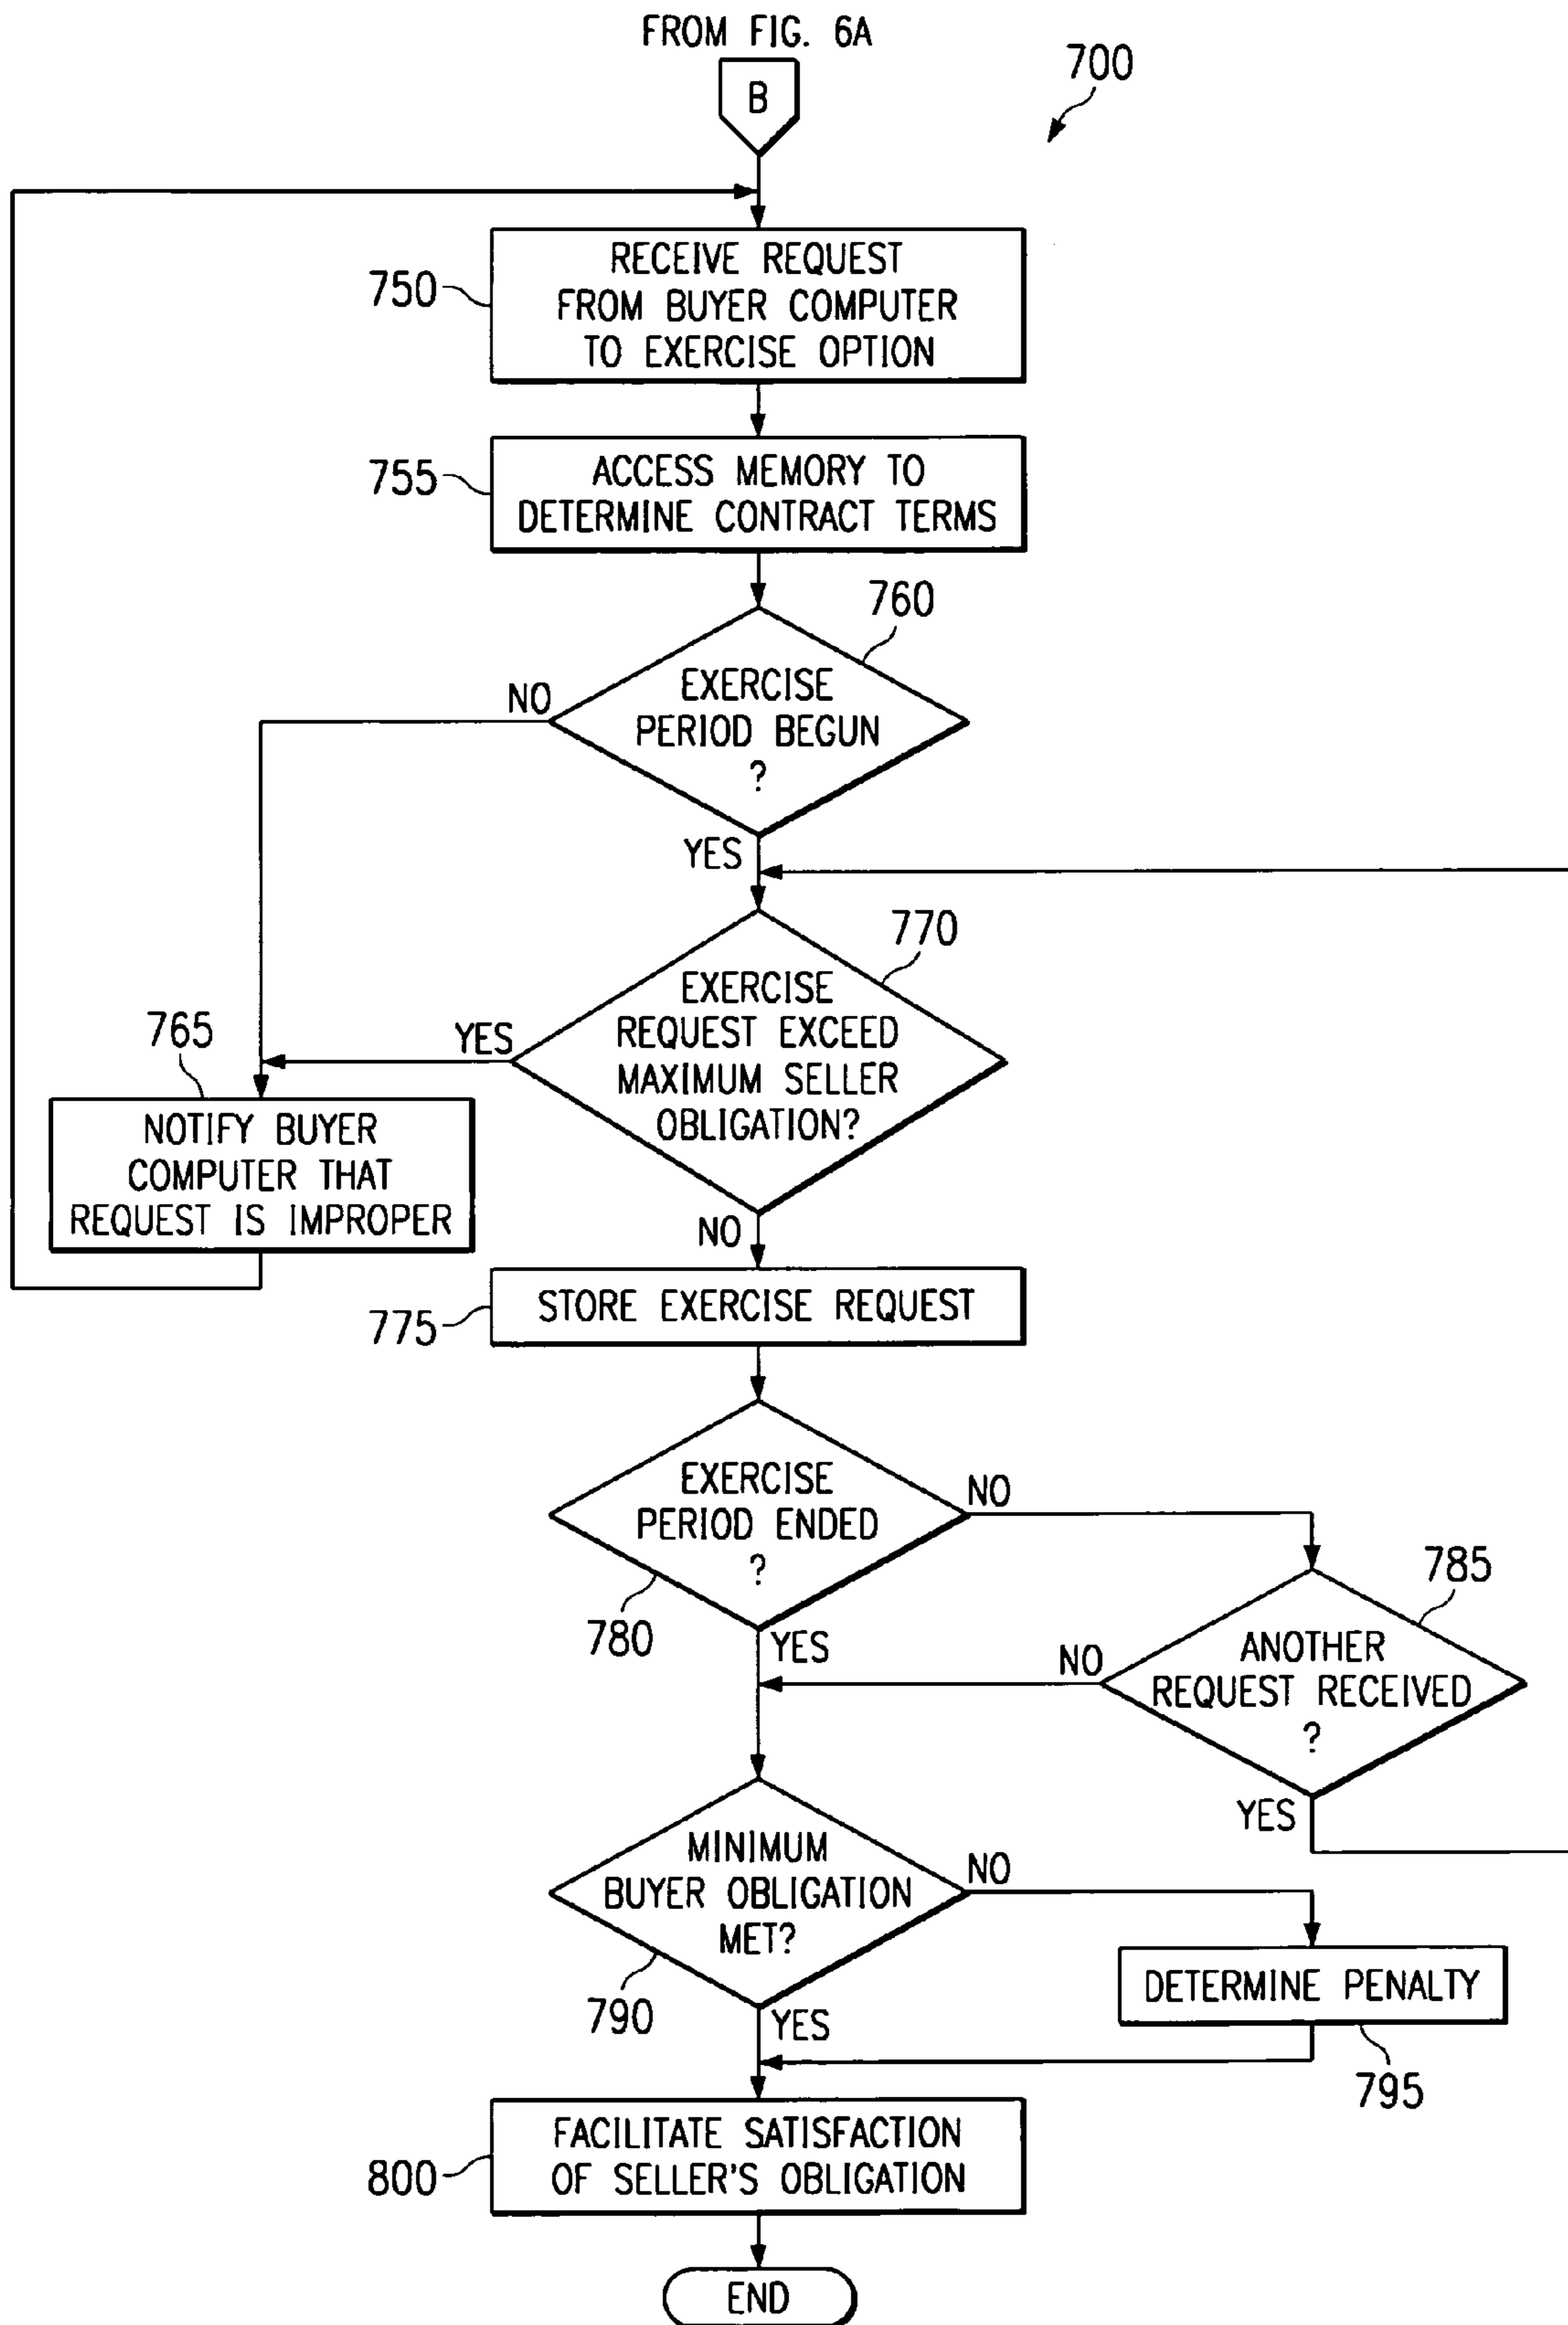 FROM FIG. 6A
B
700
750
RECEIVE REQUEST
FROM BUYER COMPUTER
TO EXERCISE OPTION
755
ACCESS MEMORY TO
DETERMINE CONTRACT TERMS
760
EXERCISE
PERIOD BEGUN
?
NO
YES
770
EXERCISE
REQUEST EXCEED
MAXIMUM SELLER
OBLIGATION?
YES
NO
765
NOTIFY BUYER
COMPUTER THAT
REQUEST IS IMPROPER
775
STORE EXERCISE REQUEST
EXERCISE
PERIOD ENDED
?
780
NO
YES
785
ANOTHER
REQUEST RECEIVED
?
NO
YES
MINIMUM
BUYER OBLIGATION
MET?
790
NO
YES
DETERMINE PENALTY
795
800
FACILITATE SATISFACTION
OF SELLER'S OBLIGATION
END